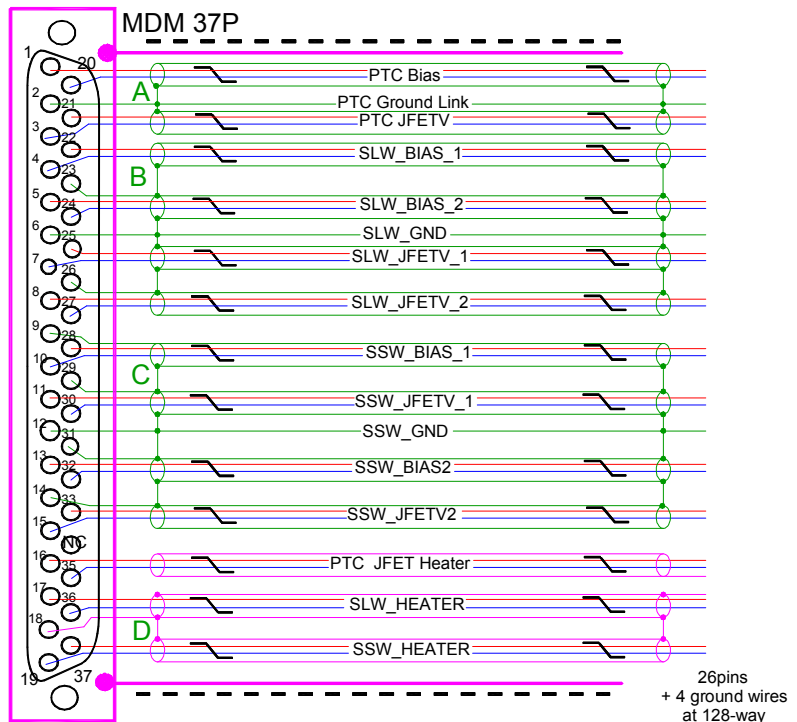 MDM 37P
1
20
PTC Bias
A
2
21
PTC Ground Link
PTC JFETV
3
22
SLW_BIAS_1
4
23
B
5
24
SLW_BIAS_2
6
25
SLW_GND
SLW_JFETV_1
7
26
8
27
SLW_JFETV_2
9
28
SSW_BIAS_1
10
29
C
11
30
SSW_JFETV_1
12
31
SSW_GND
13
32
SSW_BIAS2
14
33
SSW_JFETV2
15
NC
16
35
PTC JFET Heater
17
36
SLW_HEATER
18
D
SSW_HEATER
19
37
26pins
+ 4 ground wires
at 128-way